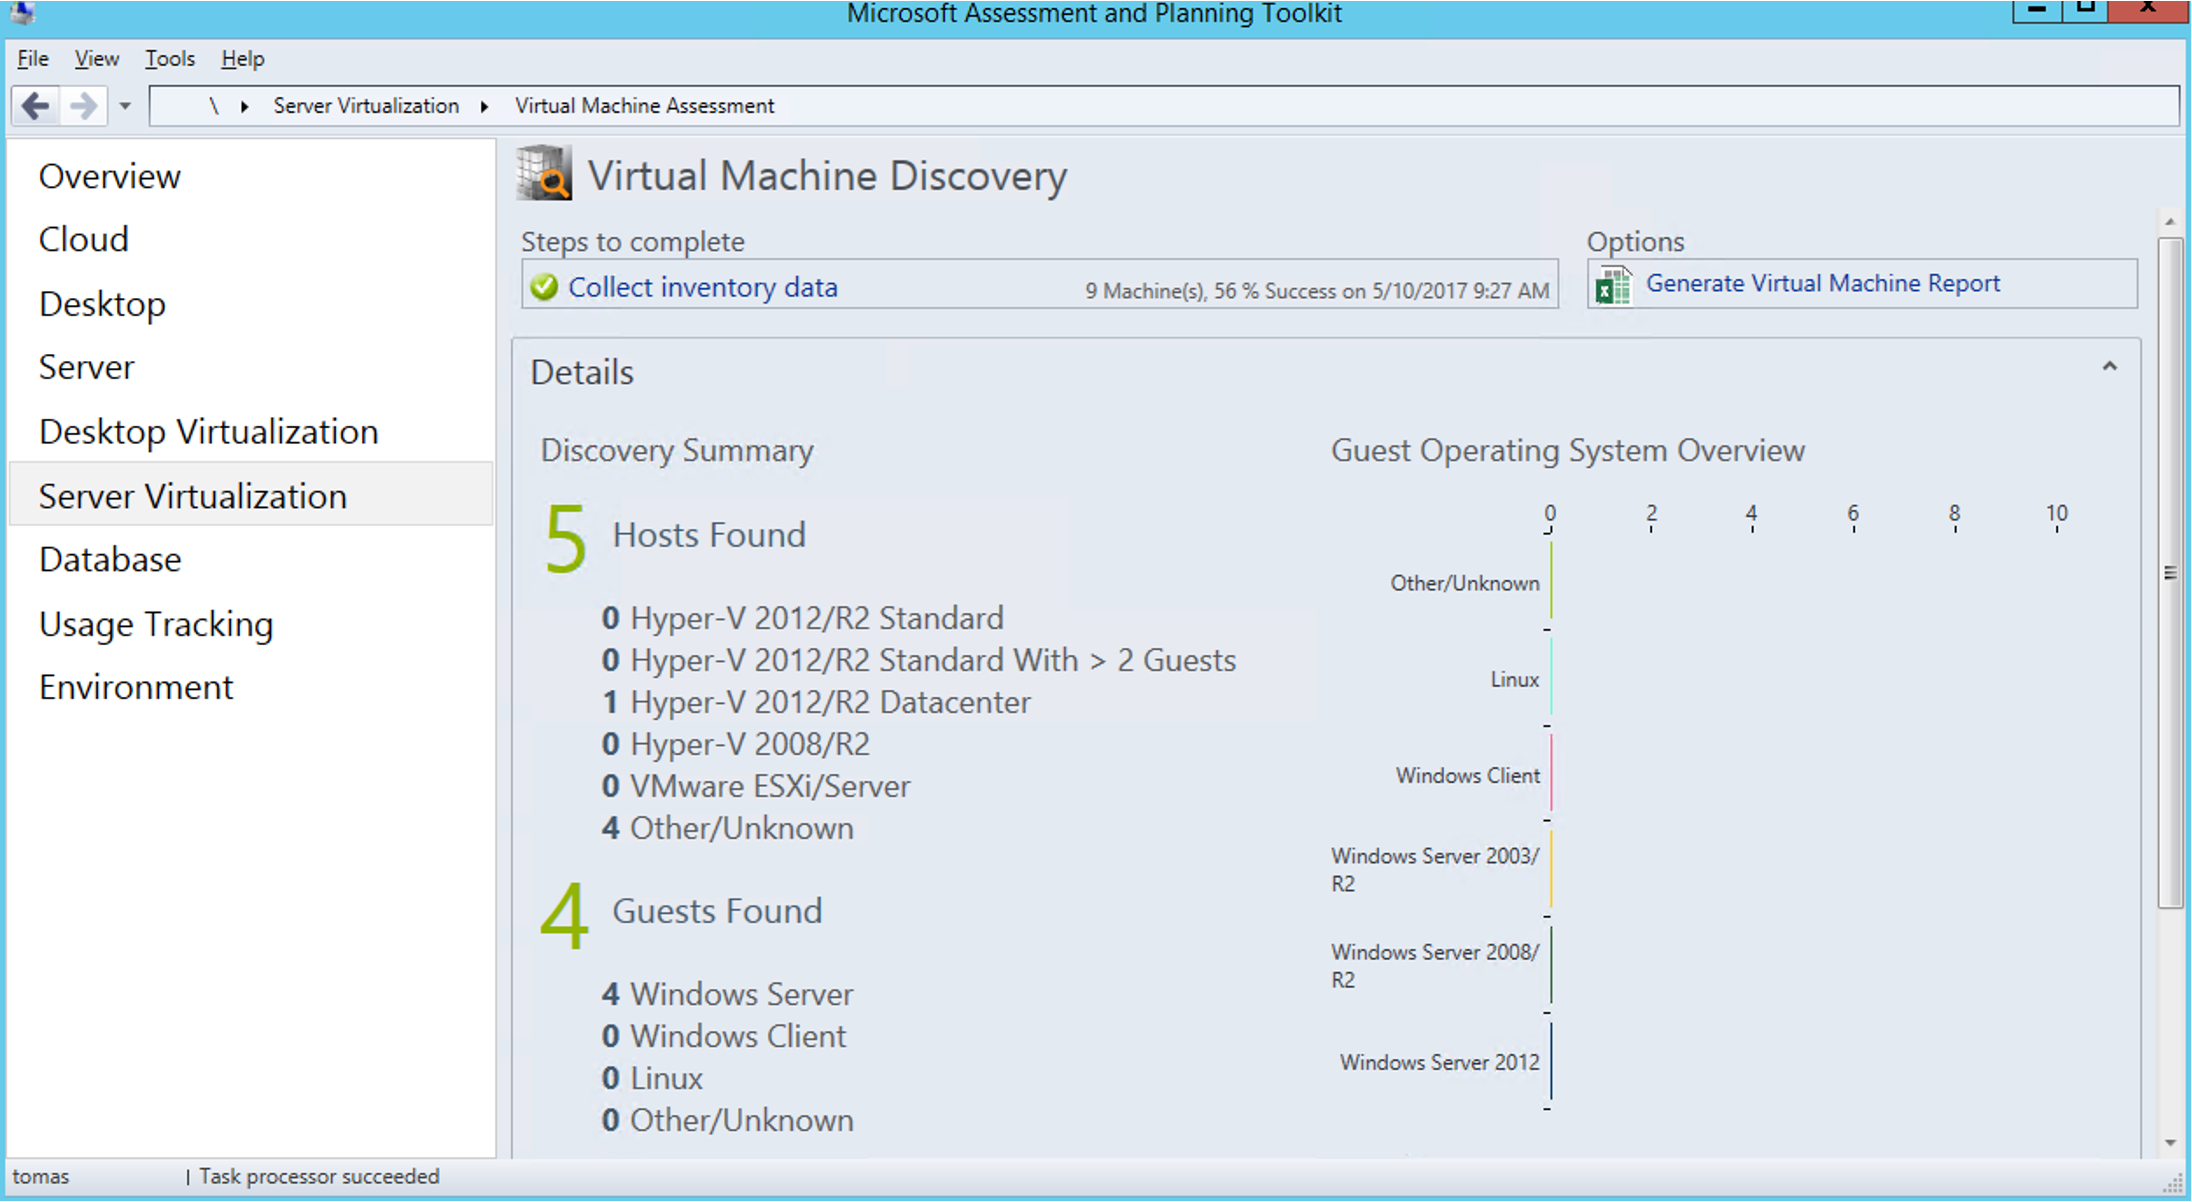 Microsoft Assessment and Planning Toolkit
File View Tools Help
\ Server Virtualization Virtual Machine Assessment
Overview
Cloud
Desktop
Server
Desktop Virtualization
Server Virtualization
Database
Usage Tracking
Environment
Virtual Machine Discovery
Steps to complete
Collect inventory data 9 Machine(s), 56 % Success on 5/10/2017 9:27 AM
Options
Generate Virtual Machine Report
Details
Discovery Summary
5 Hosts Found
0 Hyper-V 2012/R2 Standard
0 Hyper-V 2012/R2 Standard With > 2 Guests
1 Hyper-V 2012/R2 Datacenter
0 Hyper-V 2008/R2
0 VMware ESXi/Server
4 Other/Unknown
4 Guests Found
4 Windows Server
0 Windows Client
0 Linux
0 Other/Unknown
Guest Operating System Overview
0 2 4 6 8 10
Other/Unknown
Linux
Windows Client
Windows Server 2003/
R2
Windows Server 2008/
R2
Windows Server 2012
tomas | Task processor succeeded